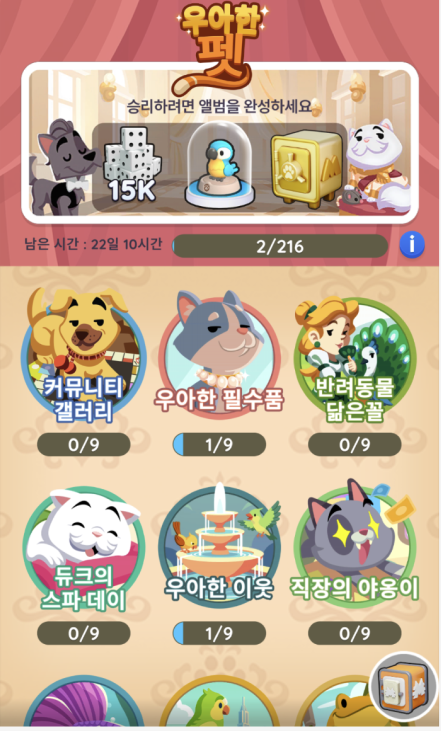 우아한
펫
승리하려면 앨범을 완성하세요
15K
남은 시간 : 22일 10시간
2/216
i
커뮤니티
갤러리
우아한 필수품
반려동물
닮은꼴
0/9
1/9
0/9
듀크의
스파 데이
우아한 이웃
직장의 야옹이
0/9
1/9
0/9